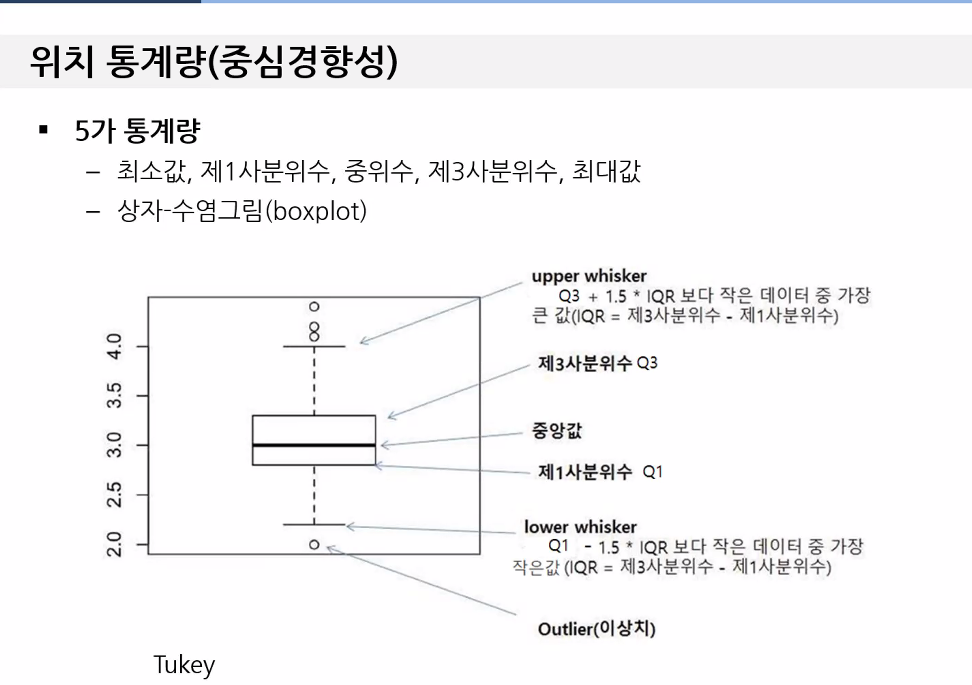 위치 통계량(중심경향성)
▪ 5가 통계량
– 최소값, 제1사분위수, 중위수, 제3사분위수, 최대값
– 상자-수염그림(boxplot)
upper whisker
Q3 + 1.5 * IQR 보다 작은 데이터 중 가장
큰 값(IQR = 제3사분위수 - 제1사분위수)
4.0
제3사분위수 Q3
3.5
중앙값
3.0
제1사분위수 Q1
2.5
lower whisker
Q1 - 1.5 * IQR 보다 작은 데이터 중 가장
2.0
작은값 (IQR = 제3사분위수 - 제1사분위수)
Outlier(이상치)
Tukey